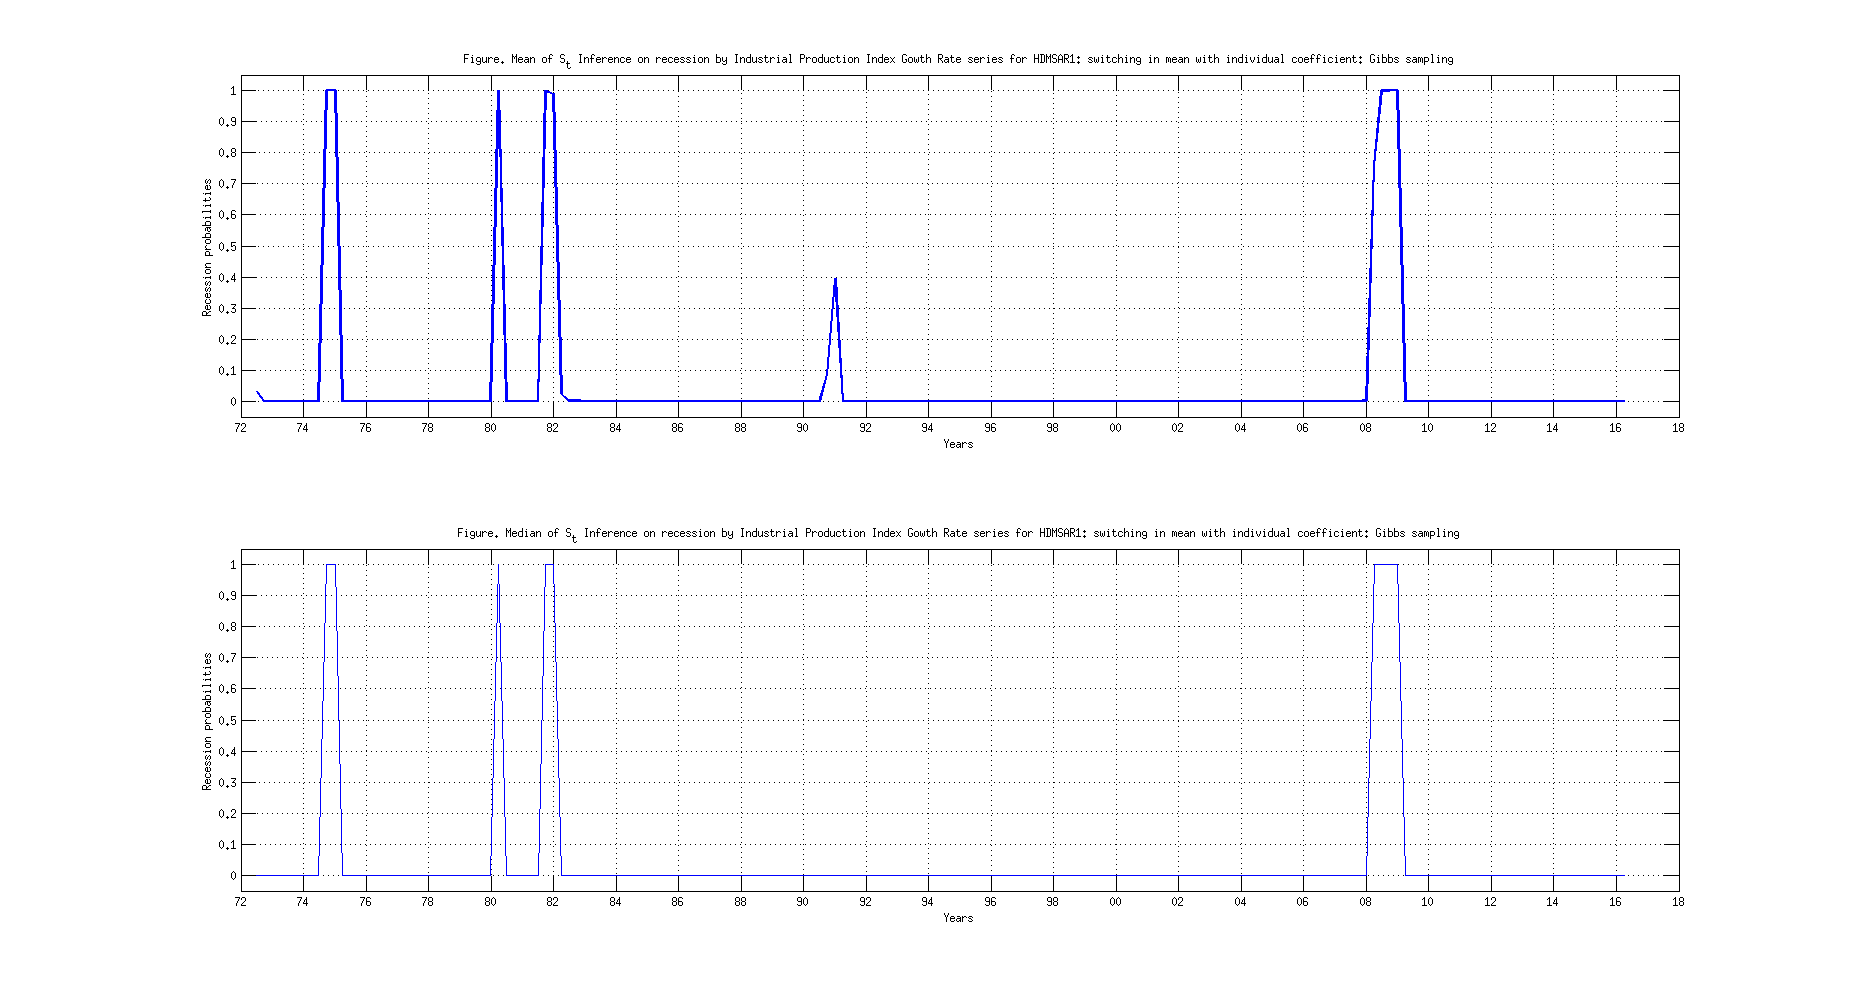 Figure. Mean of St Inference on recession by Industrial Production Index Gowth Rate series for HDMSAR1: switching in mean with individual coefficient: Gibbs sampling
1
0.9
0.8
0.7
0.6
0.5
0.4
0.3
0.2
0.1
0
Recession probabilities
72 74 76 78 80 82 84 86 88 90 92 94 96 98 00 02 04 06 08 10 12 14 16 18
Years
Figure. Median of St Inference on recession by Industrial Production Index Gowth Rate series for HDMSAR1: switching in mean with individual coefficient: Gibbs sampling
1
0.9
0.8
0.7
0.6
0.5
0.4
0.3
0.2
0.1
0
Recession probabilities
72 74 76 78 80 82 84 86 88 90 92 94 96 98 00 02 04 06 08 10 12 14 16 18
Years